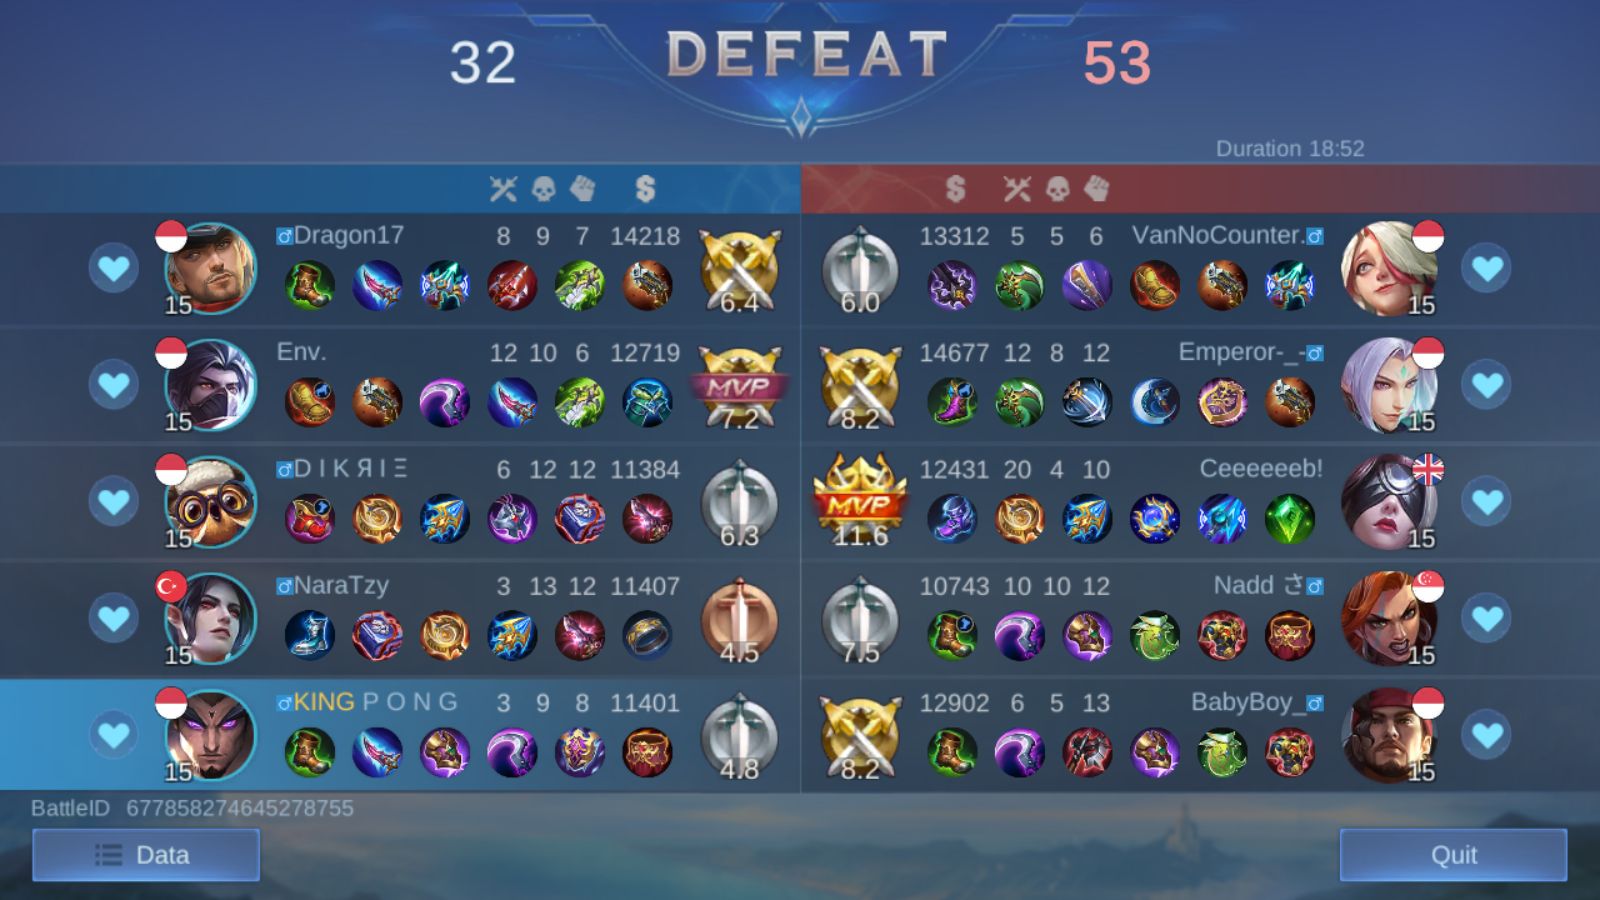 32 DEFEAT 53
Duration 18:52
Dragon17 8 9 7 14218
15 6.4
13312 5 5 6 VanNoCounter.
6.0 15
Env. 12 10 6 12719
15 MVP 7.2
14677 12 8 12 Emperor-_-
8.2 15
D I K Я I Ξ 6 12 12 11384
15 6.3
12431 20 4 10 Ceeeeeeb!
MVP 11.6 15
NaraTzy 3 13 12 11407
15 4.5
10743 10 10 12 Nadd さ
7.5 15
KING P O N G 3 9 8 11401
15 4.8
12902 6 5 13 BabyBoy_
8.2 15
BattleID 677858274645278755
Data
Quit